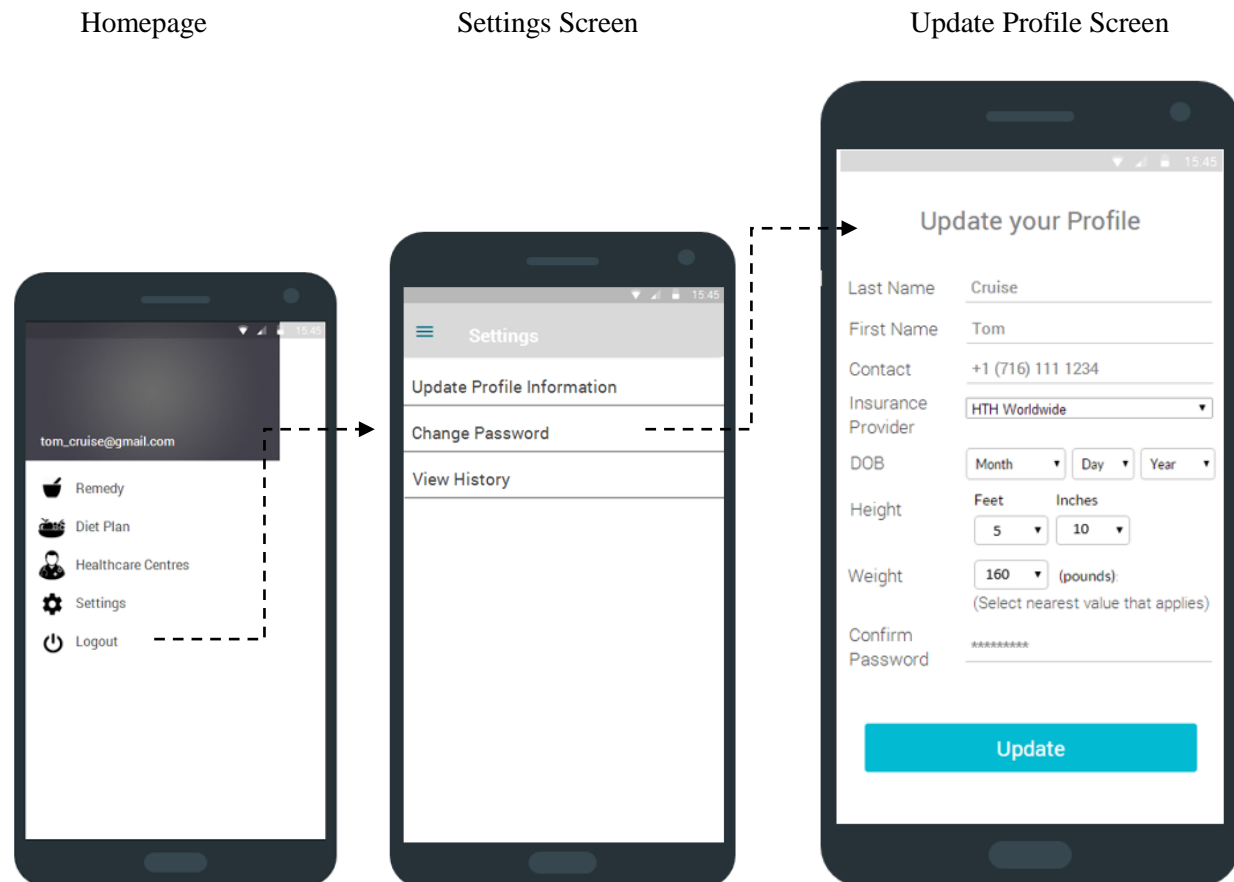 Homepage
Settings Screen
Update Profile Screen
15:45
tom_cruise@gmail.com
Remedy
Diet Plan
Healthcare Centres
Settings
Logout
15:45
Settings
Update Profile Information
Change Password
View History
15:45
Update your Profile
Last Name Cruise
First Name Tom
Contact +1 (716) 111 1234
Insurance
Provider
HTH Worldwide
DOB Month Day Year
Feet Inches
Height
5 10
Weight 160 (pounds):
(Select nearest value that applies)
Confirm
Password
*********
Update